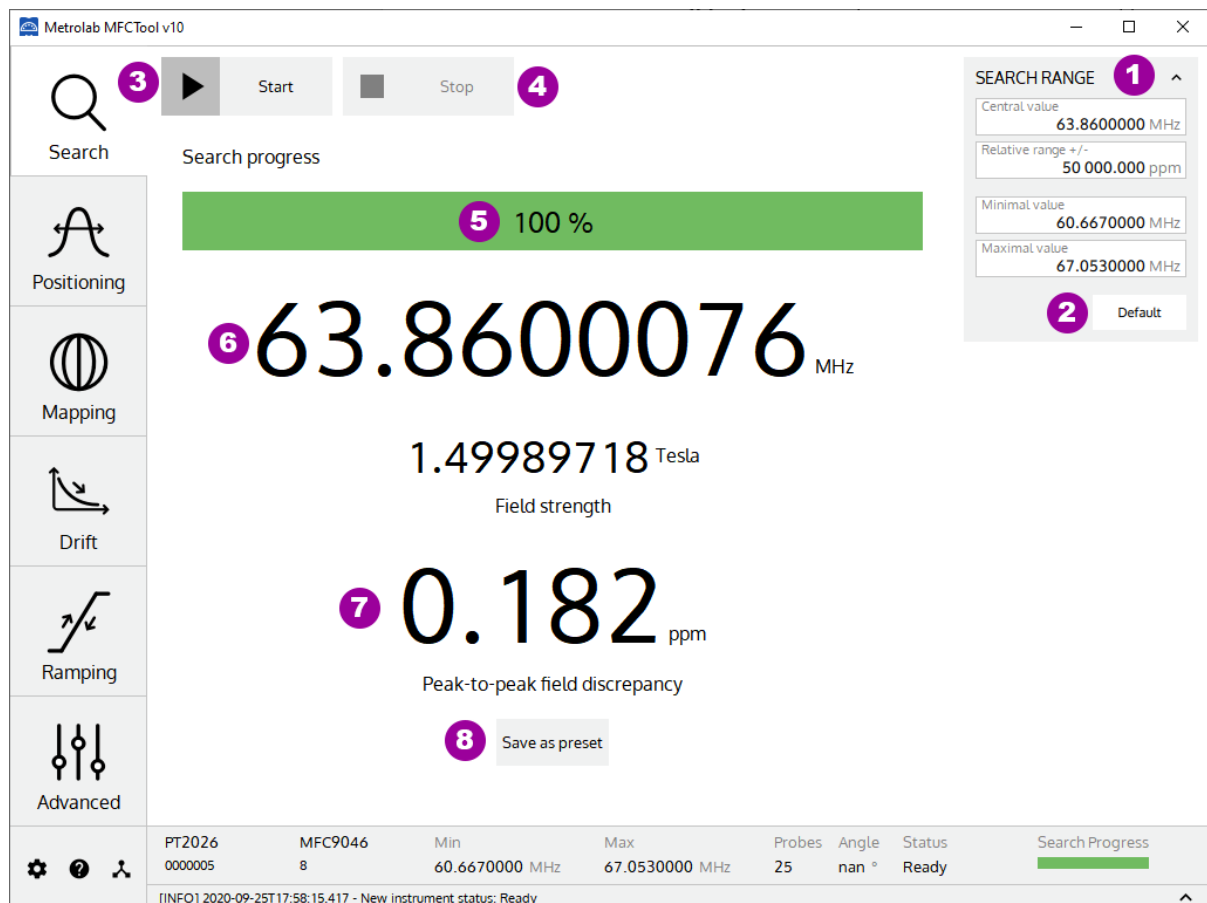 Metrolab MFCTool v10
Search
Positioning
Mapping
Drift
Ramping
Advanced
3 Start Stop 4
Search progress
5 100 %
6 63.8600076 MHz
1.49989718 Tesla
Field strength
7 0.182 ppm
Peak-to-peak field discrepancy
8 Save as preset
SEARCH RANGE 1
Central value
63.8600000 MHz
Relative range +/-
50 000.000 ppm
Minimal value
60.6670000 MHz
Maximal value
67.0530000 MHz
2 Default
PT2026 MFC9046 Min Max Probes Angle Status Search Progress
0000005 8 60.6670000 MHz 67.0530000 MHz 25 nan ° Ready
[INFO] 2020-09-25T17:58:15.417 - New instrument status: Ready